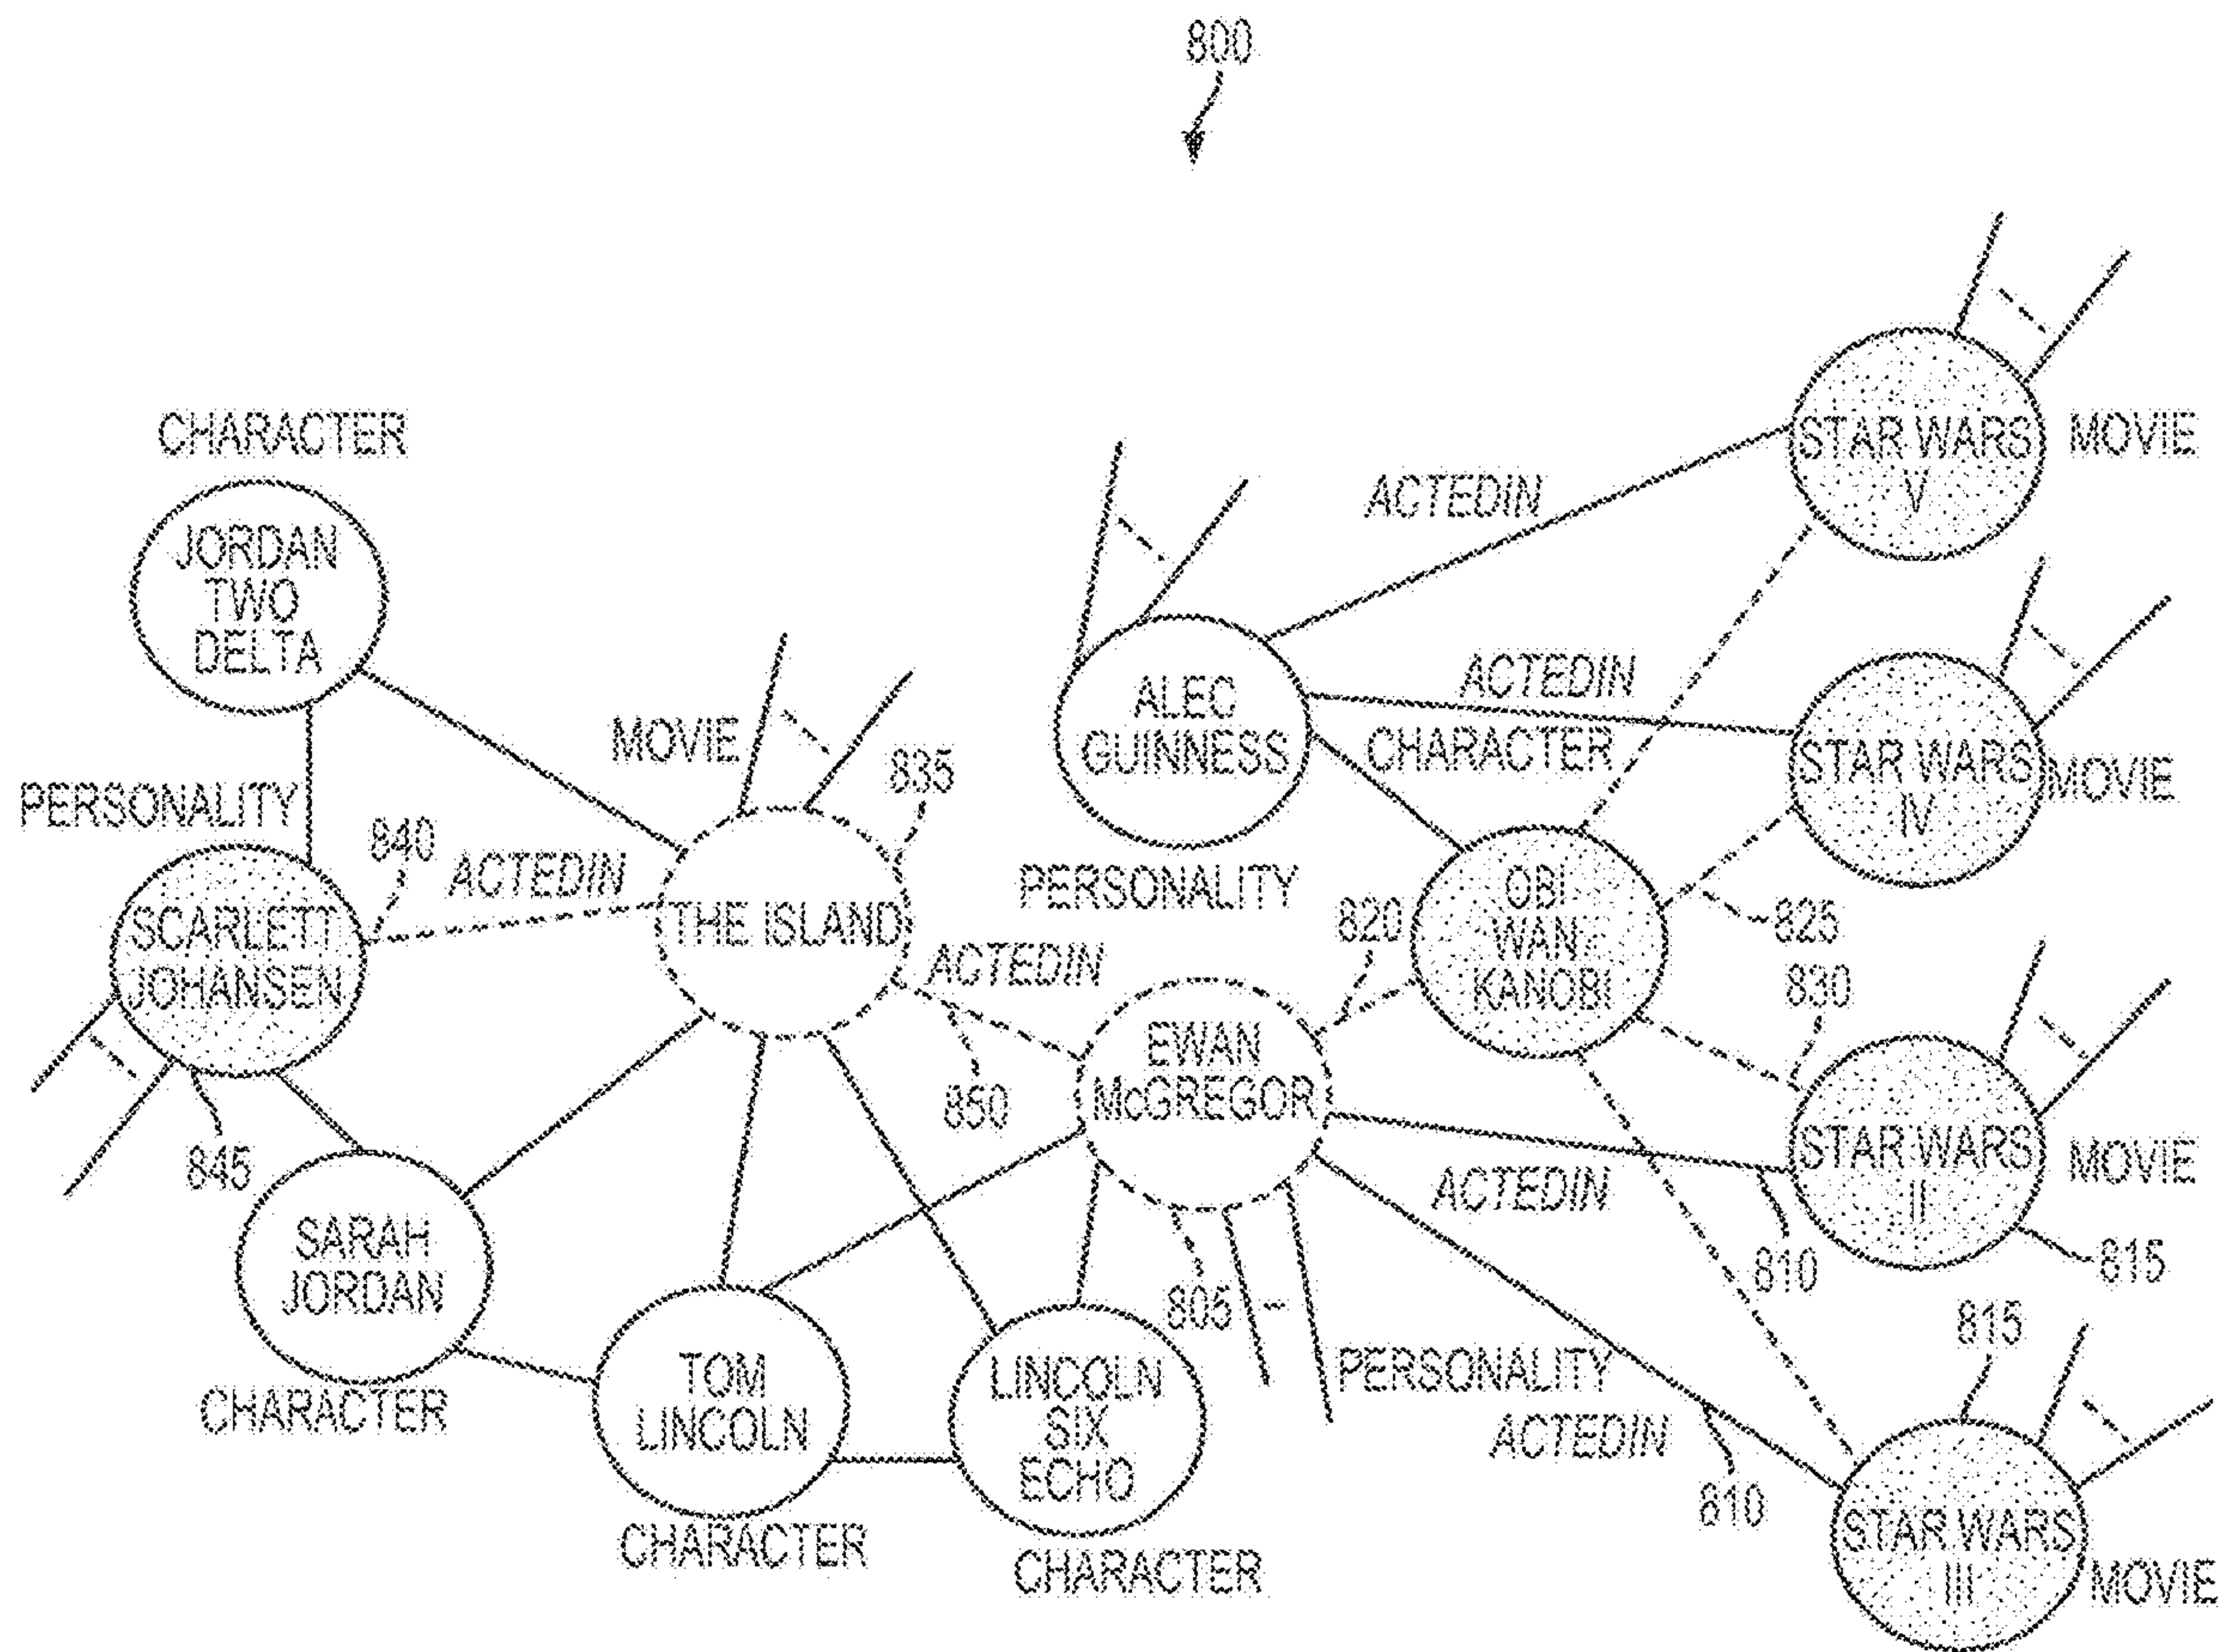 800
CHARACTER
JORDAN
TWO
DELTA
PERSONALITY
840
ACTEDIN
SCARLETT
JOHANSEN
845
MOVIE
835
THE ISLAND
ACTEDIN
850
SARAH
JORDAN
CHARACTER
TOM
LINCOLN
CHARACTER
LINCOLN
SIX
ECHO
CHARACTER
ALEC
GUINNESS
PERSONALITY
ACTEDIN
ACTEDIN
CHARACTER
OBI
WAN
KANOBI
820
825
830
EWAN
McGREGOR
805
PERSONALITY
ACTEDIN
810
ACTEDIN
810
STAR WARS
V
MOVIE
STAR WARS
IV
MOVIE
STAR WARS
II
MOVIE
815
815
STAR WARS
III
MOVIE